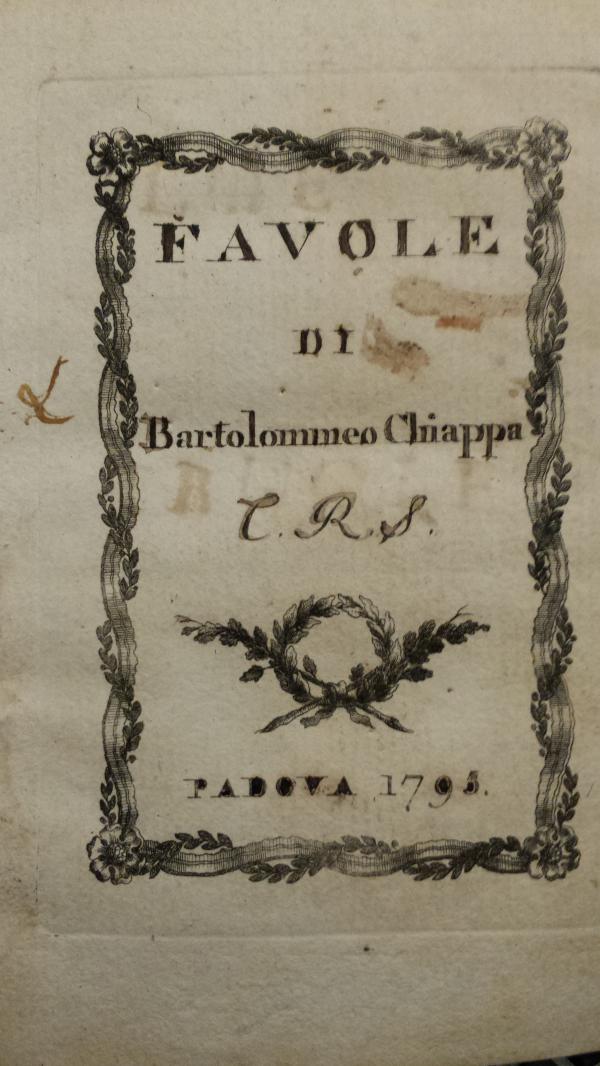 FAVOLE
DI
Bartolommeo Chiappa
C. R. S.
PADOVA 1795.